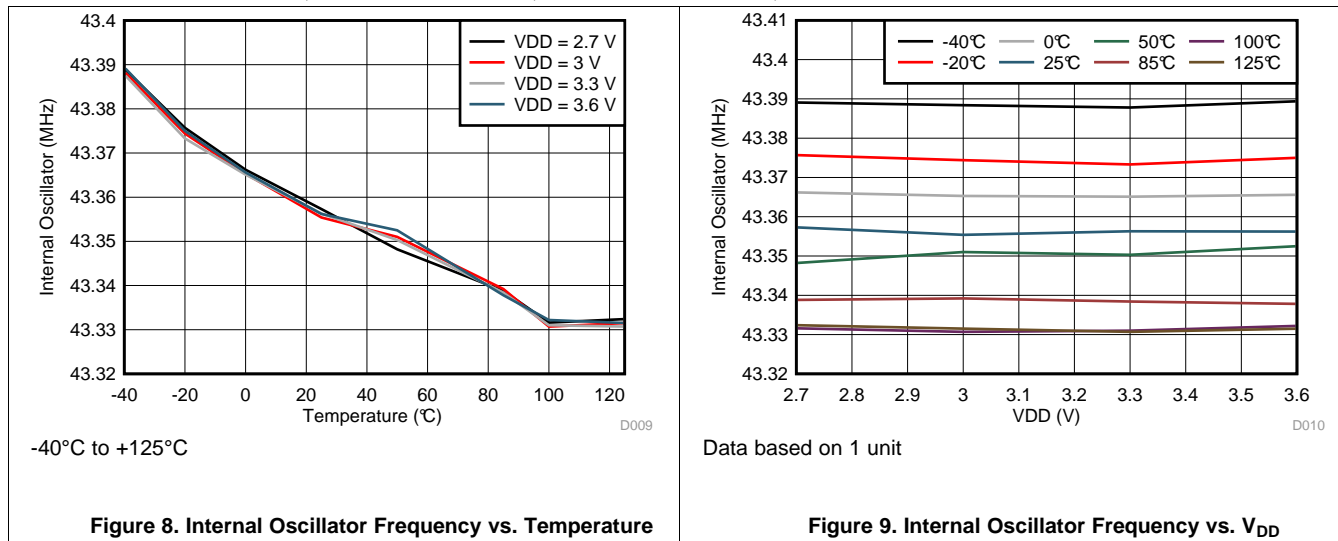 43.4
43.39
43.38
43.37
43.36
43.35
43.34
43.33
43.32
Internal Oscillator (MHz)
VDD = 2.7 V
VDD = 3 V
VDD = 3.3 V
VDD = 3.6 V
-40 -20 0 20 40 60 80 100 120
Temperature (°C)
D009
-40°C to +125°C
Figure 8. Internal Oscillator Frequency vs. Temperature
43.41
43.4
43.39
43.38
43.37
43.36
43.35
43.34
43.33
43.32
Internal Oscillator (MHz)
-40°C 0°C 50°C 100°C
-20°C 25°C 85°C 125°C
2.7 2.8 2.9 3 3.1 3.2 3.3 3.4 3.5 3.6
VDD (V)
D010
Data based on 1 unit
Figure 9. Internal Oscillator Frequency vs. VDD